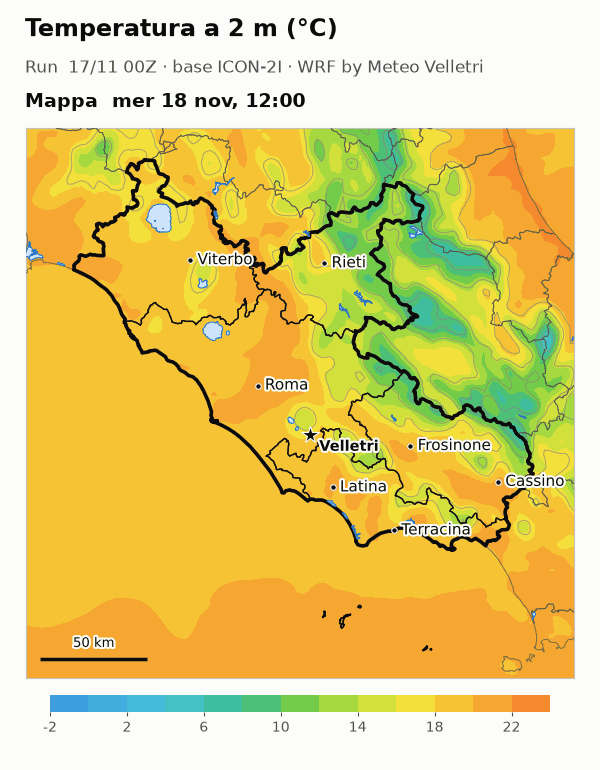 Temperatura a 2 m (°C)
Run  17/11 00Z · base ICON-2I · WRF by Meteo Velletri
Mappa  mer 18 nov, 12:00
Viterbo
Rieti
Roma
Velletri
Frosinone
Cassino
Latina
Terracina
50 km
-2 2 6 10 14 18 22